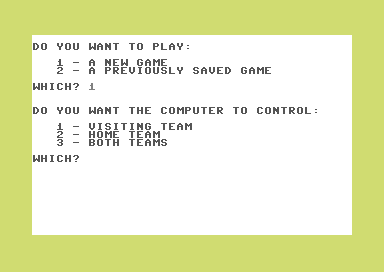 DO YOU WANT TO PLAY:
1 - A NEW GAME
2 - A PREVIOUSLY SAVED GAME
WHICH? 1
DO YOU WANT THE COMPUTER TO CONTROL:
1 - VISITING TEAM
2 - HOME TEAM
3 - BOTH TEAMS
WHICH?